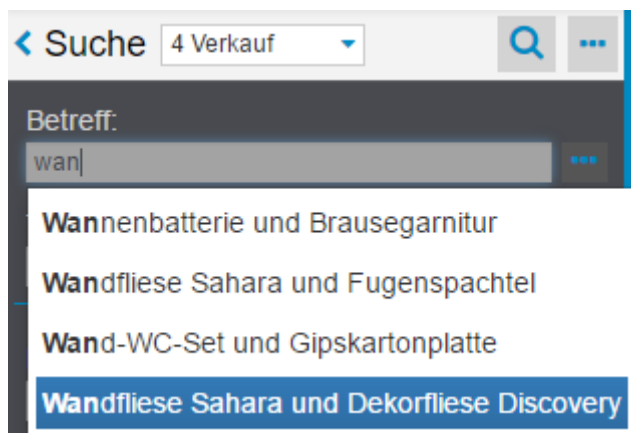 Suche 4 Verkauf
Betreff:
wan
Wannenbatterie und Brausegarnitur
Wandfliese Sahara und Fugenspachtel
Wand-WC-Set und Gipskartonplatte
Wandfliese Sahara und Dekorfliese Discovery